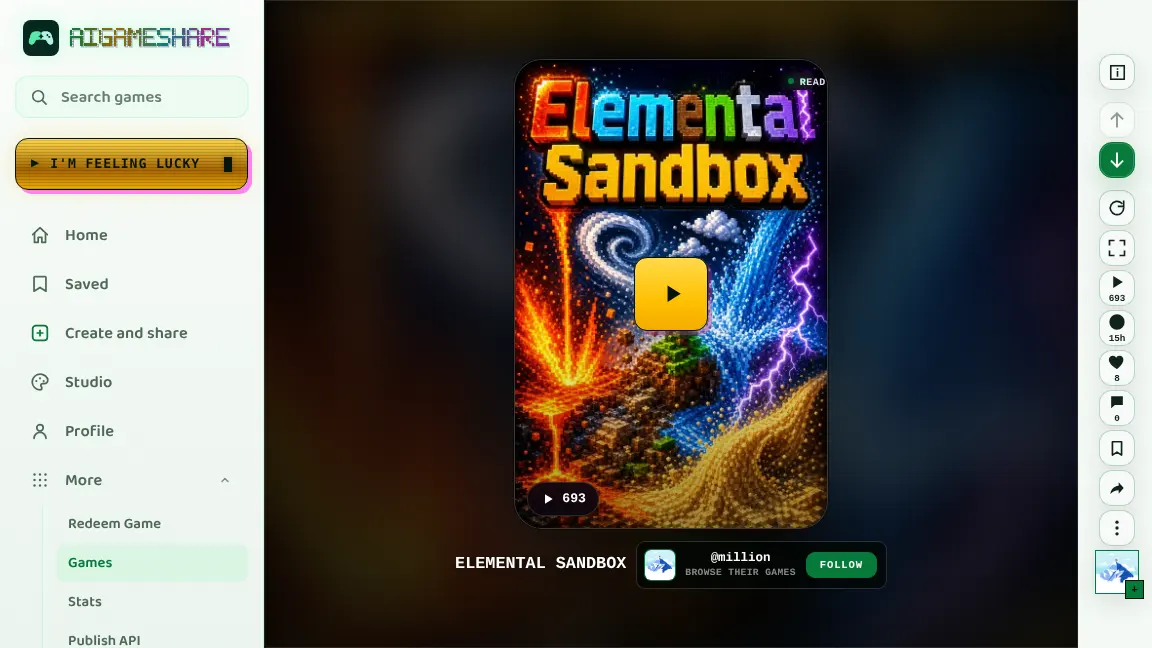 AIGAMESHARE
Search games
I'M FEELING LUCKY
Home
Saved
Create and share
Studio
Profile
More
Redeem Game
Games
Stats
Publish API
READ
Elemental
Sandbox
693
ELEMENTAL SANDBOX
@million
BROWSE THEIR GAMES
FOLLOW
693
15h
8
0